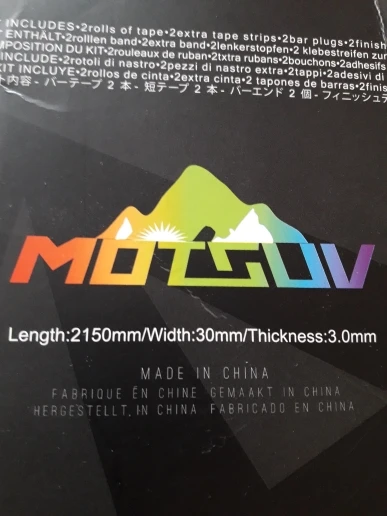 INCLUDES•2rolls of tape•2extra tape strips•2bar plugs•2finish
ENTHÄLT•2rolllen band•2extra band•2lenkerstopfen•2 klebestreifen zur
MPOSITION DU KIT•2rouleaux de ruban•2txtra rubans•2bouchons•2adhesifs
INCLUDE•2rotoli di nastro•2pezzi di nastro extra•2tappi•2adesivi di
KIT INCLUYE•2rollos de cinta•2extra cinta•2 tapones de barras•2finis
ト内容 - バーテープ 2 本 - 短テープ 2 本 - バーエンド 2 個 - フィニッシュテ
MOTSUV
Length:2150mm/Width:30mm/Thickness:3.0mm
MADE IN CHINA
FABRIQUE EN CHINE GEMAAKT IN CHINA
HERGESTELLT, IN CHINA FABRICADO EN CHINA